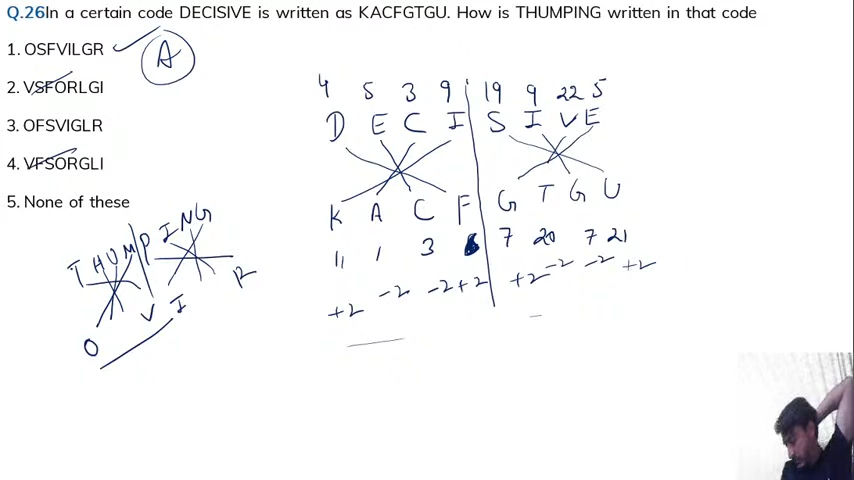 Q.26In a certain code DECISIVE is written as KACFGTGU. How is THUMPING written in that code
1. OSFVILGR
A
2. VSFORLGI
3. OFSVIGLR
4. VFSORGLI
5. None of these
4 5 3 9 19 9 22 5
D E C I S I V E
K A C F G T G U
11 1 3 7 20 7 21
+2 -2 -2 +2 +2 -2 -2 +2
T H U M P I N G
O V I R